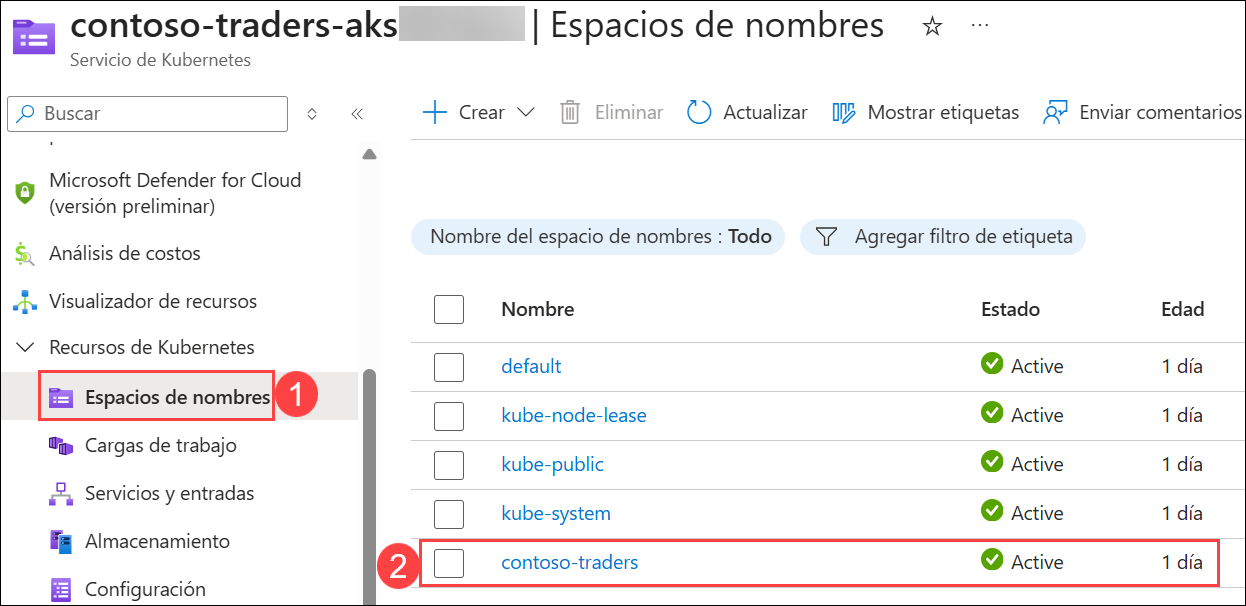 contoso-traders-aks | Espacios de nombres
Servicio de Kubernetes
Buscar
Crear Eliminar Actualizar Mostrar etiquetas Enviar comentarios
Microsoft Defender for Cloud
(versión preliminar)
Análisis de costos
Visualizador de recursos
Recursos de Kubernetes
Espacios de nombres 1
Cargas de trabajo
Servicios y entradas
Almacenamiento
Configuración
Nombre del espacio de nombres : Todo Agregar filtro de etiqueta
Nombre Estado Edad
default Active 1 día
kube-node-lease Active 1 día
kube-public Active 1 día
kube-system Active 1 día
2 contoso-traders Active 1 día